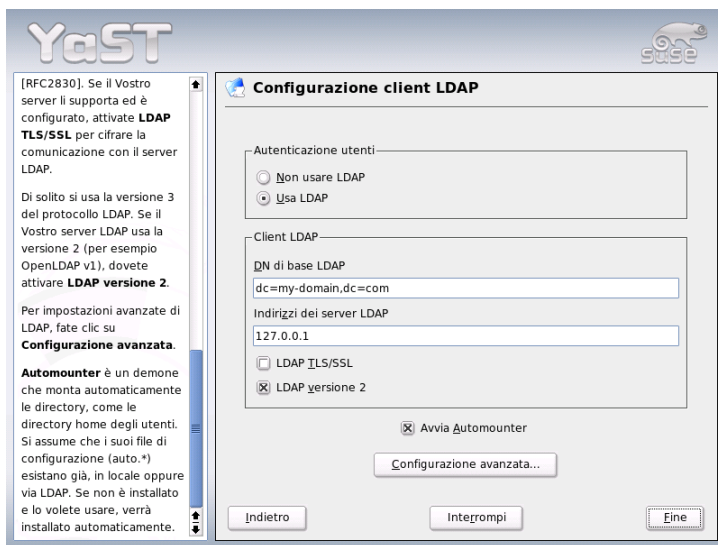 YaST
SUSE
[RFC2830]. Se il Vostro
server li supporta ed è
configurato, attivate LDAP
TLS/SSL per cifrare la
comunicazione con il server
LDAP.
Di solito si usa la versione 3
del protocollo LDAP. Se il
Vostro server LDAP usa la
versione 2 (per esempio
OpenLDAP v1), dovete
attivare LDAP versione 2.
Per impostazioni avanzate di
LDAP, fate clic su
Configurazione avanzata.
Automounter è un demone
che monta automaticamente
le directory, come le
directory home degli utenti.
Si assume che i suoi file di
configurazione (auto.*)
esistano già, in locale oppure
via LDAP. Se non è installato
e lo volete usare, verrà
installato automaticamente.
Configurazione client LDAP
Autenticazione utenti
Non usare LDAP
Usa LDAP
Client LDAP
DN di base LDAP
dc=my-domain,dc=com
Indirizzi dei server LDAP
127.0.0.1
LDAP TLS/SSL
LDAP versione 2
Avvia Automounter
Configurazione avanzata...
Indietro
Interrompi
Fine